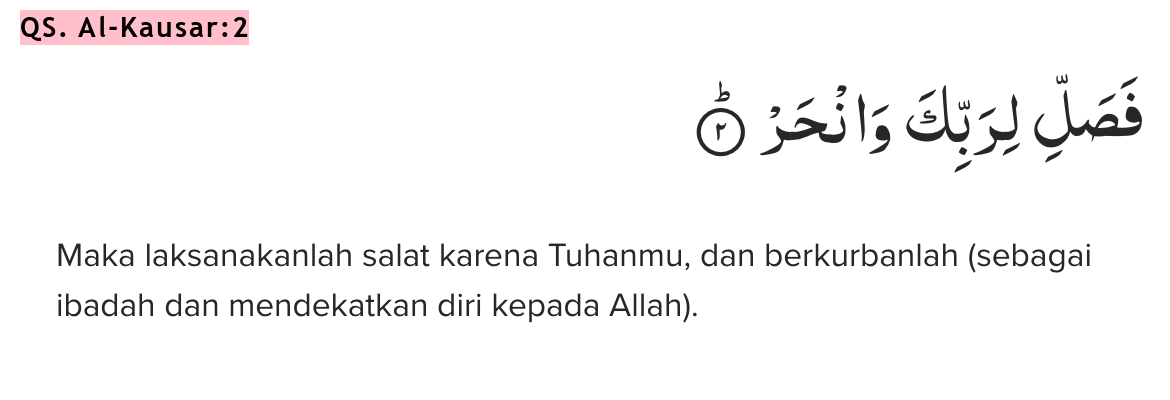 QS. Al-Kausar:2
فَصَلِّ لِرَبِّكَ وَانْحَرْۗ ۝٢
Maka laksanakanlah salat karena Tuhanmu, dan berkurbanlah (sebagai
ibadah dan mendekatkan diri kepada Allah).